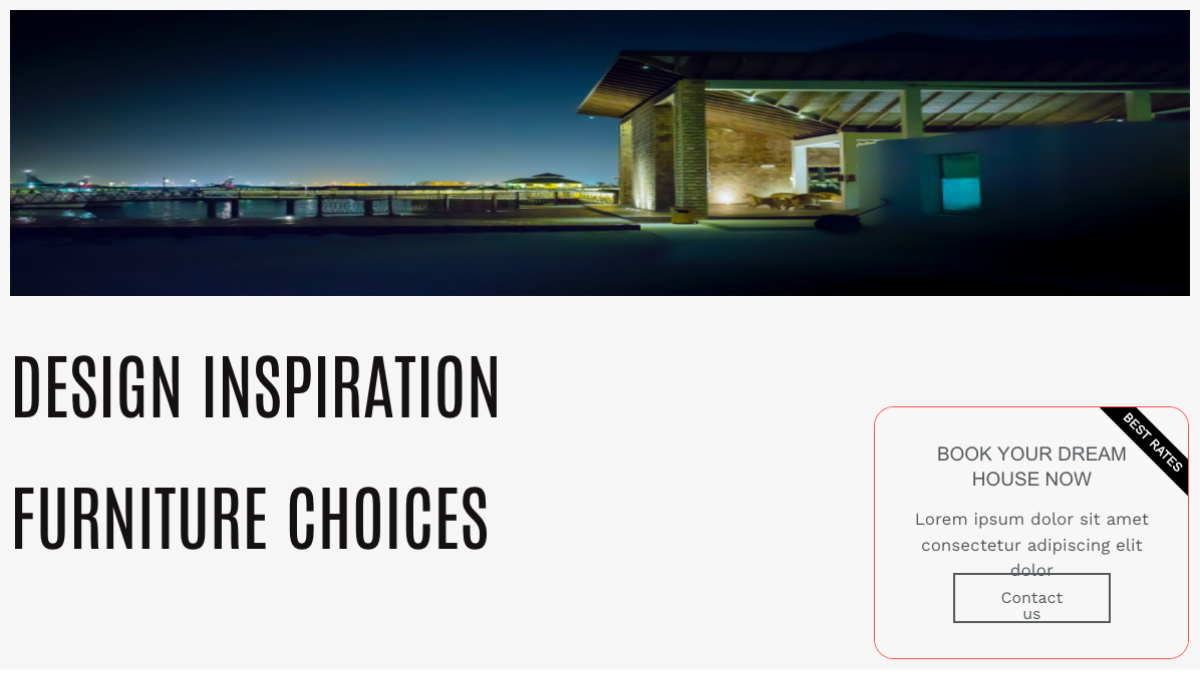 DESIGN INSPIRATION
FURNITURE CHOICES
BEST RATES
BOOK YOUR DREAM
HOUSE NOW
Lorem ipsum dolor sit amet
consectetur adipiscing elit
dolor
Contact
us